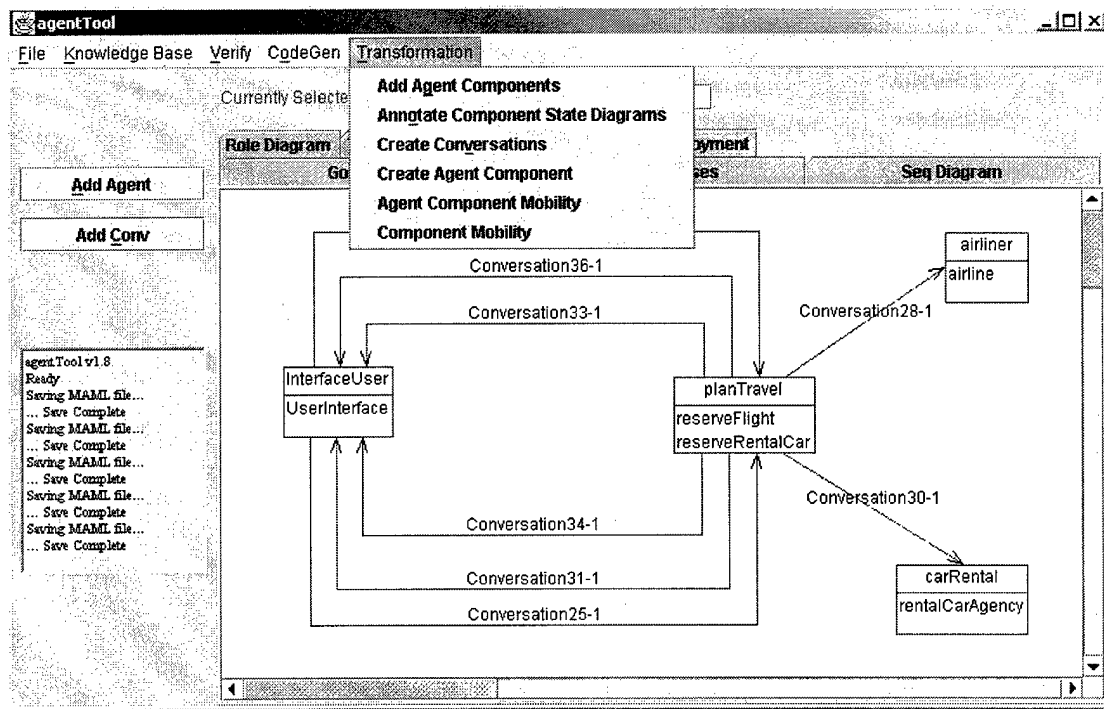 agentTool
File Knowledge Base Verify CodeGen Transformation
Add Agent Components
Currently Selecte
Annotate Component State Diagrams
Role Diagram
Create Conversations
oyment
Go
Create Agent Component
ses
Seq Diagram
Add Agent
Agent Component Mobility
Add Conv
Component Mobility
airliner
airline
Conversation36-1
Conversation28-1
Conversation33-1
agentTool v1.8
Ready
Saving MAML file...
... Save Complete
Saving MAML file...
... Save Complete
Saving MAML file...
... Save Complete
Saving MAML file...
... Save Complete
Saving MAML file...
... Save Complete
InterfaceUser
UserInterface
planTravel
reserveFlight
reserveRentalCar
Conversation30-1
Conversation34-1
Conversation31-1
Conversation25-1
carRental
rentalCarAgency